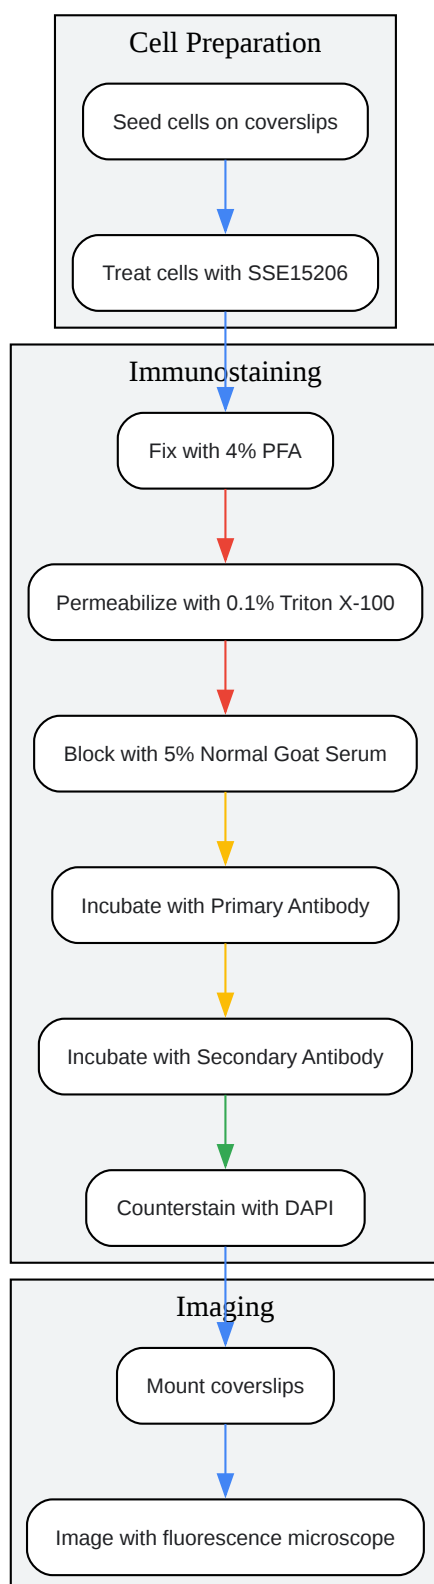 Cell Preparation
Seed cells on coverslips
Treat cells with SSE15206
Immunostaining
Fix with 4% PFA
Permeabilize with 0.1% Triton X-100
Block with 5% Normal Goat Serum
Incubate with Primary Antibody
Incubate with Secondary Antibody
Counterstain with DAPI
Imaging
Mount coverslips
Image with fluorescence microscope